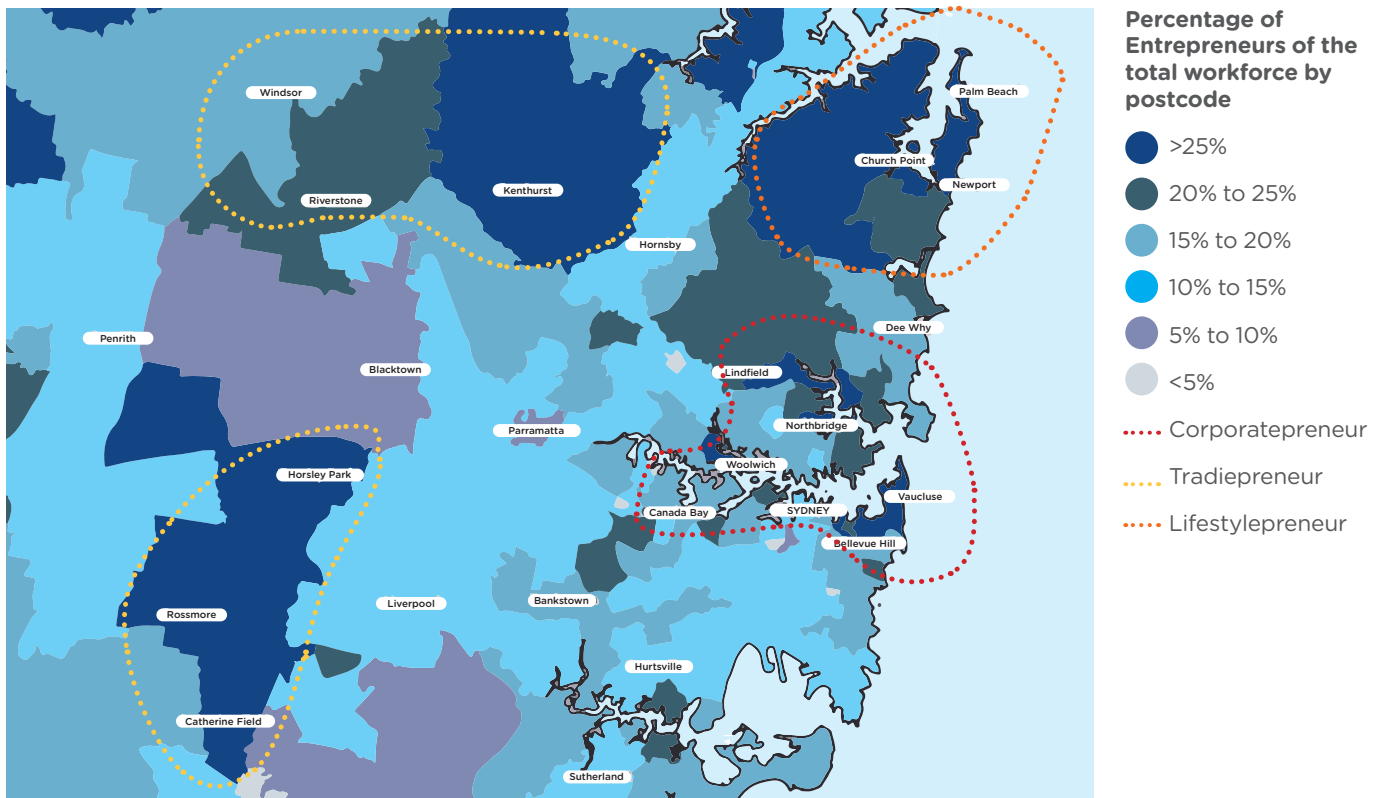 Percentage of
Entrepreneurs of the
total workforce by
postcode
>25%
20% to 25%
15% to 20%
10% to 15%
5% to 10%
<5%
Corporatepreneur
Tradiepreneur
Lifestylepreneur
Windsor
Palm Beach
Church Point
Newport
Kenthurst
Riverstone
Hornsby
Dee Why
Penrith
Blacktown
Lindfield
Northbridge
Parramatta
Woolwich
Horsley Park
Vaucluse
Canada Bay
SYDNEY
Bellevue Hill
Bankstown
Liverpool
Rossmore
Hurtsville
Catherine Field
Sutherland